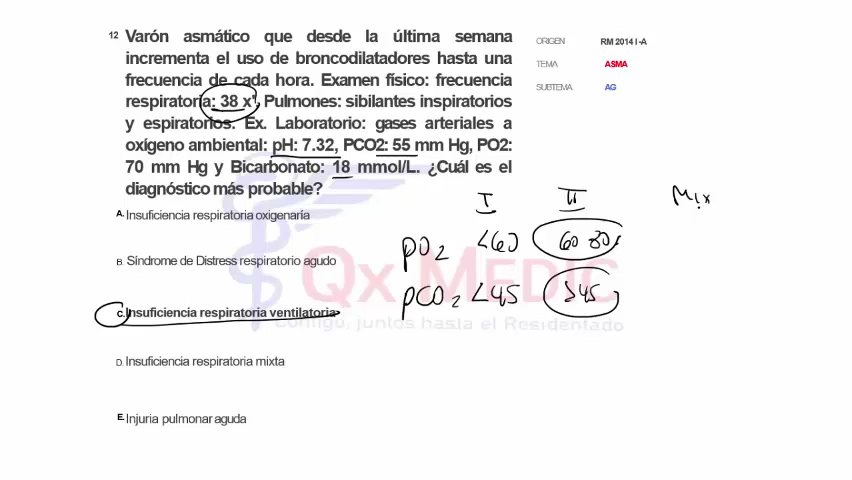 12 Varón asmático que desde la última semana
incrementa el uso de broncodilatadores hasta una
frecuencia de cada hora. Examen físico: frecuencia
respiratoria: 38 x', Pulmones: sibilantes inspiratorios
y espiratorios. Ex. Laboratorio: gases arteriales a
oxígeno ambiental: pH: 7.32, PCO2: 55 mm Hg, PO2:
70 mm Hg y Bicarbonato: 18 mmol/L. ¿Cuál es el
diagnóstico más probable?
ORIGEN RM 2014 I -A
TEMA ASMA
SUBTEMA AG
A. Insuficiencia respiratoria oxigenaria
B. Síndrome de Distress respiratorio agudo
C. Insuficiencia respiratoria ventilatoria
D. Insuficiencia respiratoria mixta
E. Injuria pulmonar aguda
I II Mix
pO2 <60 60 80
pCO2 <45 >45
Qx MEDIC
Contigo, juntos hasta el Residentado